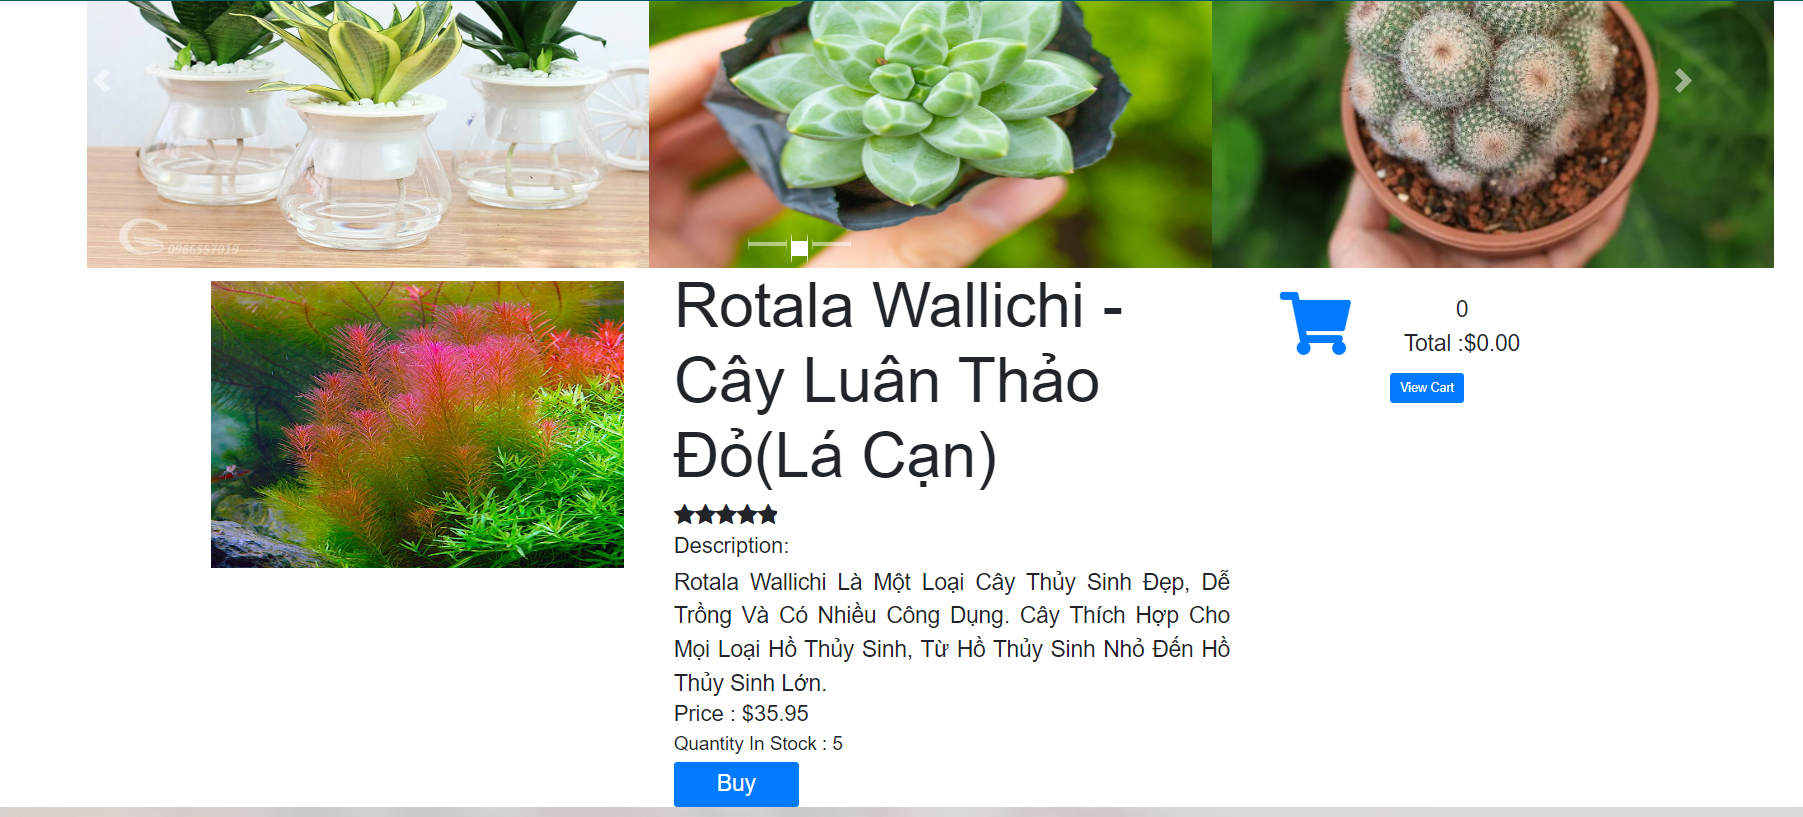 0966557019
Rotala Wallichi -
Cây Luân Thảo
Đỏ(Lá Cạn)
Description:
Rotala Wallichi Là Một Loại Cây Thủy Sinh Đẹp, Dễ
Trồng Và Có Nhiều Công Dụng. Cây Thích Hợp Cho
Mọi Loại Hồ Thủy Sinh, Từ Hồ Thủy Sinh Nhỏ Đến Hồ
Thủy Sinh Lớn.
Price : $35.95
Quantity In Stock : 5
Buy
0
Total :$0.00
View Cart